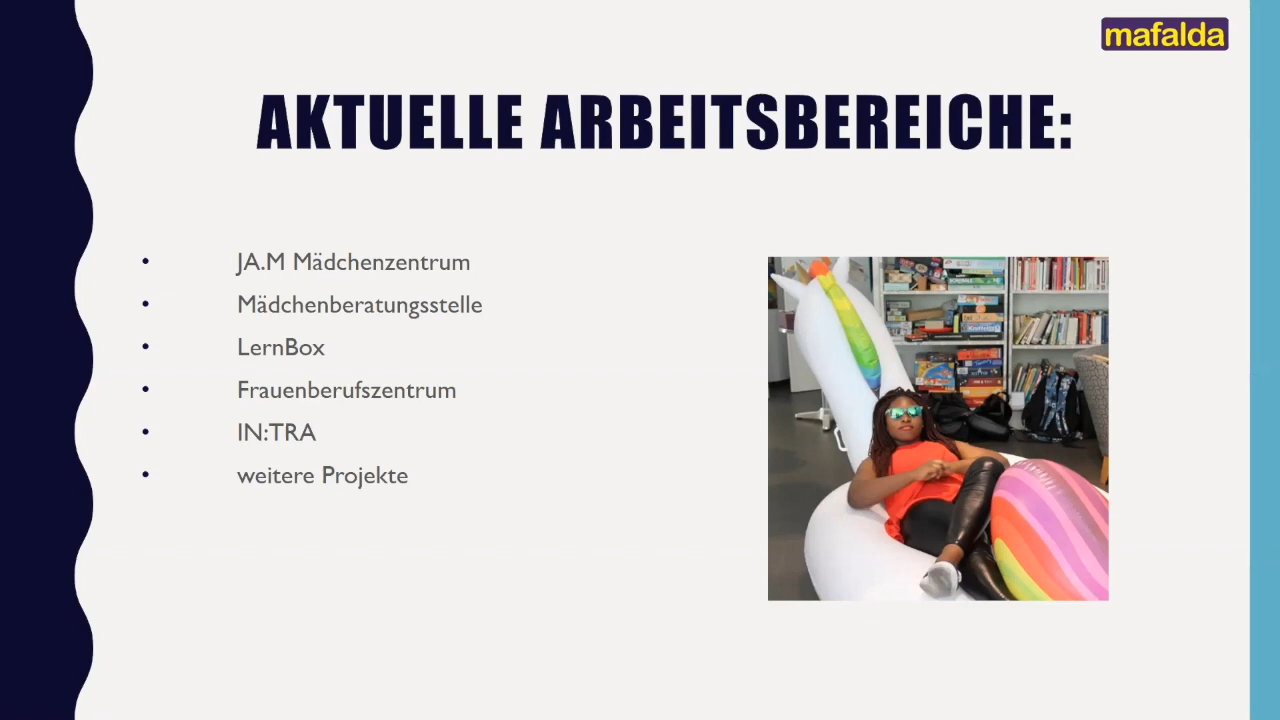 mafalda
AKTUELLE ARBEITSBEREICHE:
• JA.M Mädchenzentrum
• Mädchenberatungsstelle
• LernBox
• Frauenberufszentrum
• IN:TRA
• weitere Projekte